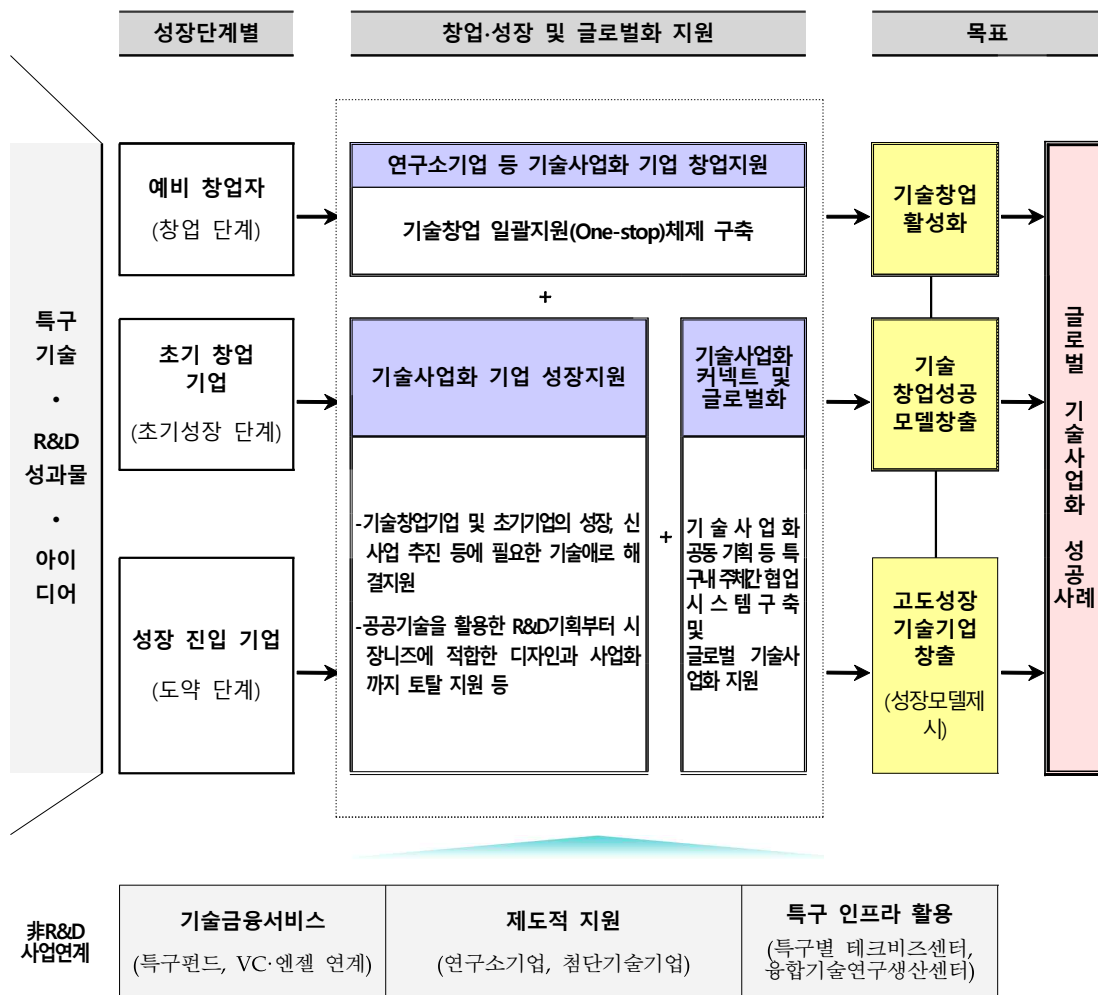 성장단계별
창업·성장 및 글로벌화 지원
목표
특구
기술
·
R&D
성과물
·
아이
디어
예비 창업자
(창업 단계)
연구소기업 등 기술사업화 기업 창업지원
기술창업 일괄지원(One-stop)체제 구축
기술창업
활성화
+
초기 창업
기업
(초기성장 단계)
기술사업화 기업 성장지원
기술사업화
커넥트 및
글로벌화
기술
창업성공
모델창출
성장 진입 기업
(도약 단계)
-기술창업기업 및 초기기업의 성장, 신
사업 추진 등에 필요한 기술애로 해
결지원
-공공기술을 활용한 R&D기획부터 시
장니즈에 적합한 디자인과 사업화
까지 토탈 지원 등
+
기술사업화
공동 기획 등 특
구내 주체간 협업
시스템구축
및
글로벌 기술사
업화 지원
고도성장
기술기업
창출
(성장모델제
시)
글
로
벌
기
술
사
업
화
성
공
사례
非R&D
사업연계
기술금융서비스
(특구펀드, VC·엔젤 연계)
제도적 지원
(연구소기업, 첨단기술기업)
특구 인프라 활용
(특구별 테크비즈센터,
융합기술연구생산센터)